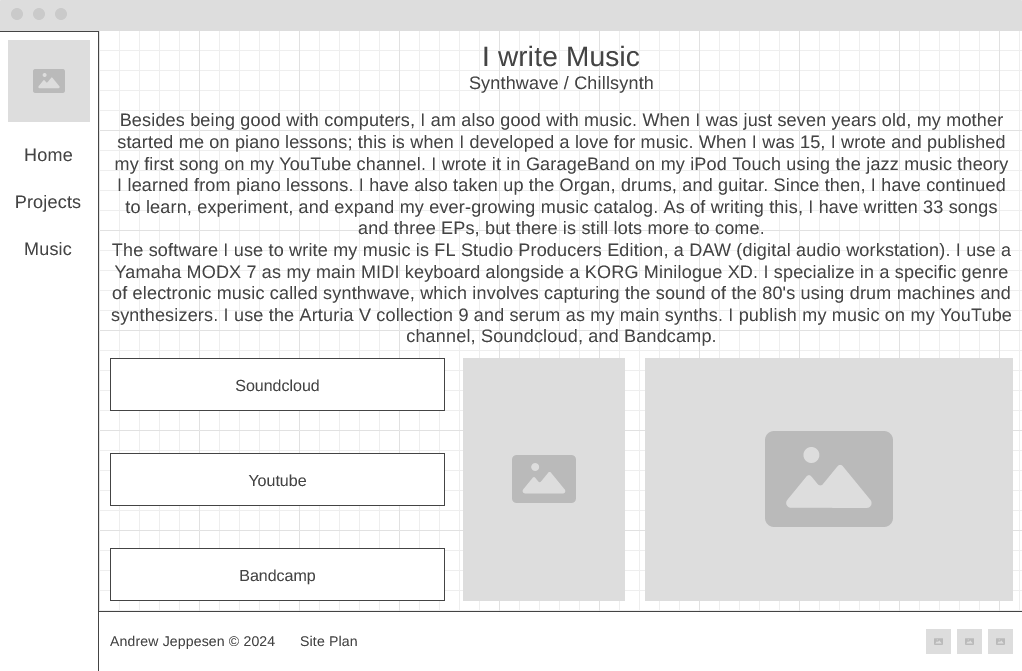 Home
Projects
Music
I write Music
Synthwave / Chillsynth
Besides being good with computers, I am also good with music. When I was just seven years old, my mother
started me on piano lessons; this is when I developed a love for music. When I was 15, I wrote and published
my first song on my YouTube channel. I wrote it in GarageBand on my iPod Touch using the jazz music theory
I learned from piano lessons. I have also taken up the Organ, drums, and guitar. Since then, I have continued
to learn, experiment, and expand my ever-growing music catalog. As of writing this, I have written 33 songs
and three EPs, but there is still lots more to come.
The software I use to write my music is FL Studio Producers Edition, a DAW (digital audio workstation). I use a
Yamaha MODX 7 as my main MIDI keyboard alongside a KORG Minilogue XD. I specialize in a specific genre
of electronic music called synthwave, which involves capturing the sound of the 80's using drum machines and
synthesizers. I use the Arturia V collection 9 and serum as my main synths. I publish my music on my YouTube
channel, Soundcloud, and Bandcamp.
Soundcloud
Youtube
Bandcamp
Andrew Jeppesen © 2024 Site Plan